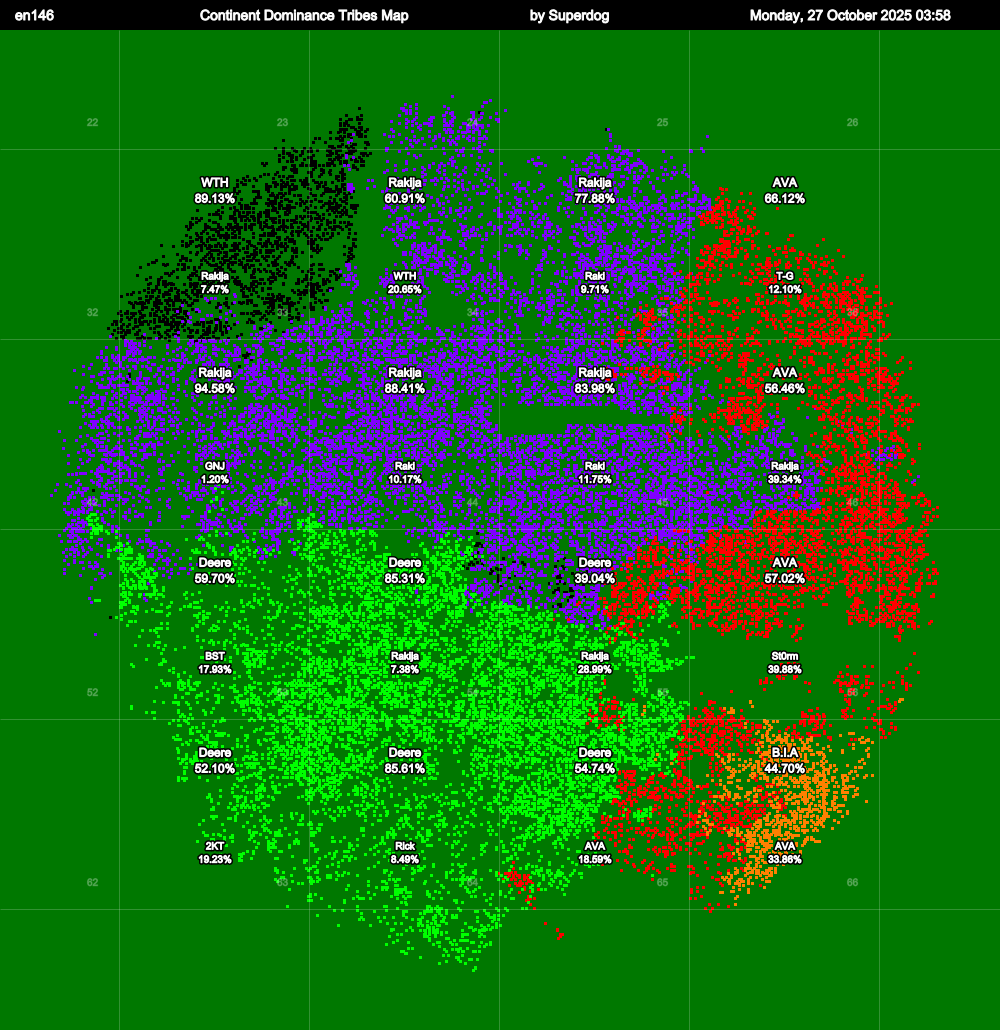 en146 Continent Dominance Tribes Map by Superdog Monday, 27 October 2025 03:58
22 23 24 25 26
WTH Rakija Rakija AVA
89.13% 60.91% 77.88% 66.12%
Rakija WTH Raki T-G
7.47% 20.65% 9.71% 12.10%
32 33 34 35 36
Rakija Rakija Rakija AVA
94.58% 88.41% 83.98% 56.46%
GNJ Raki Raki Rakija
1.20% 10.17% 11.75% 39.34%
42 43 44 45 46
Deere Deere Deere AVA
59.70% 85.31% 39.04% 57.02%
BST Rakija Rakija St0rm
17.93% 7.38% 28.99% 39.86%
52 56
Deere Deere Deere B.I.A
52.10% 85.61% 54.74% 44.70%
2KT Rick AVA AVA
19.23% 8.49% 18.59% 33.86%
62 63 64 65 66